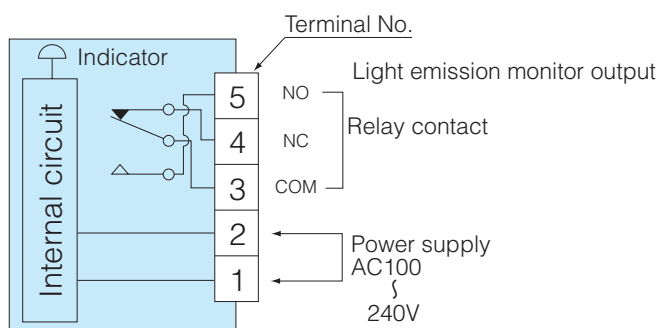 Terminal No.
Indicator
Light emission monitor output
Internal circuit
5 NO
Relay contact
4 NC
3 COM
2
Power supply
1
AC100
~
240V